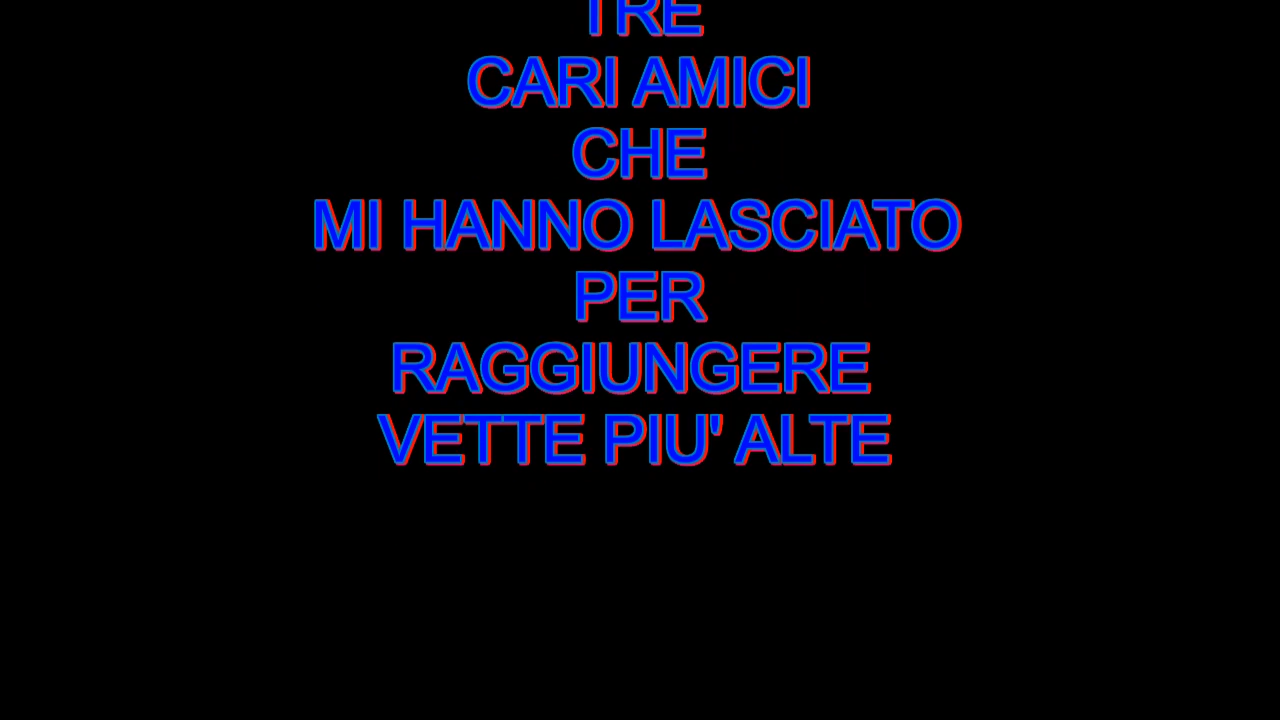 TRE
CARI AMICI
CHE
MI HANNO LASCIATO
PER
RAGGIUNGERE
VETTE PIU' ALTE